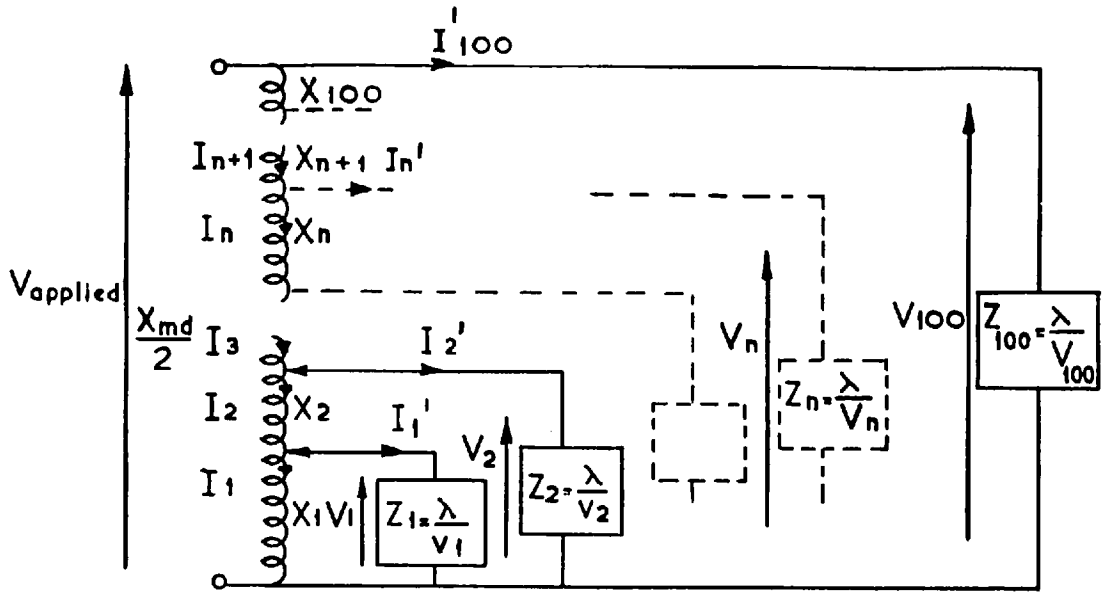 I'100
X100
In+1 Xn+1 In'
In Xn
Vapplied
Xmd
2
I3 I2'
I2 X2 I1'
I1 X1 V1
Z1=λ/v1
V2
Z2=λ/v2
Vn
Zn=λ/Vn
V100
Z100=λ/V100